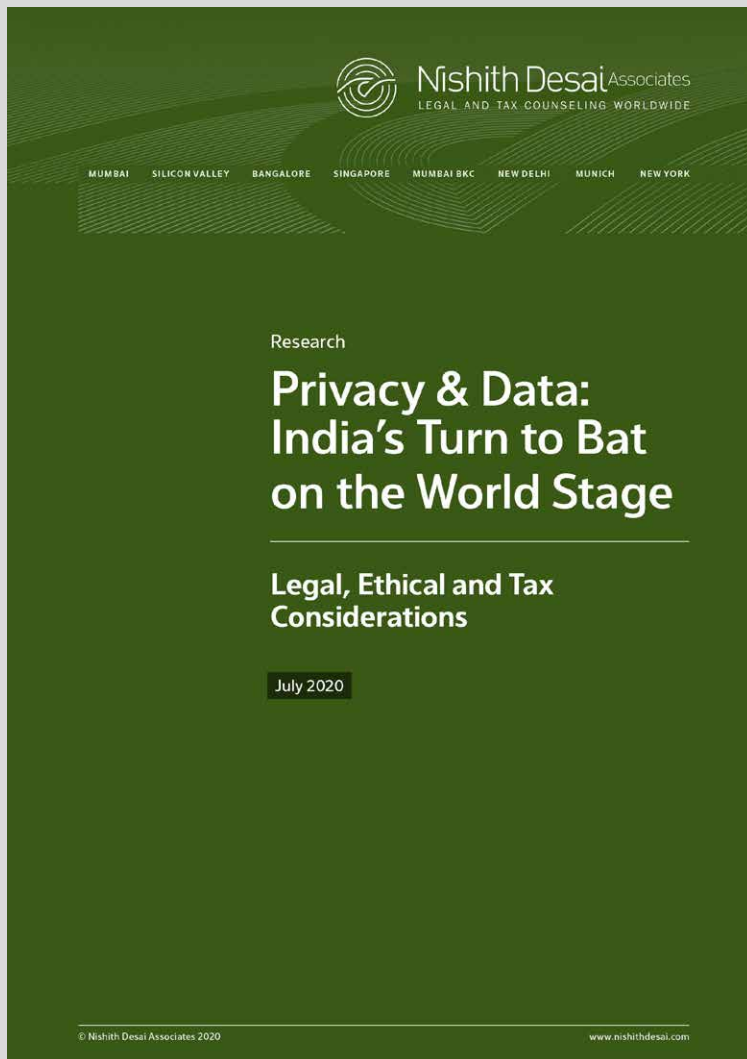 Nishith Desai Associates
LEGAL AND TAX COUNSELING WORLDWIDE
MUMBAI SILICON VALLEY BANGALORE SINGAPORE MUMBAI BKC NEW DELHI MUNICH NEW YORK
Research
Privacy & Data:
India’s Turn to Bat
on the World Stage
Legal, Ethical and Tax
Considerations
July 2020
© Nishith Desai Associates 2020 www.nishithdesai.com